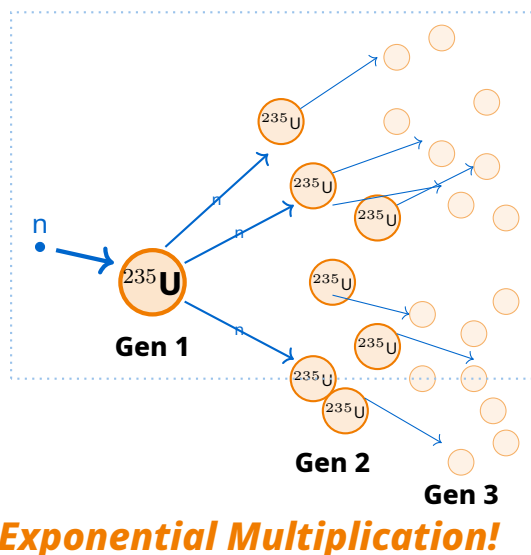 ²³⁵U
n
²³⁵U
n
²³⁵U
n
²³⁵U
²³⁵U
Gen 1
²³⁵U
n
²³⁵U
²³⁵U
Gen 2
Gen 3
Exponential Multiplication!